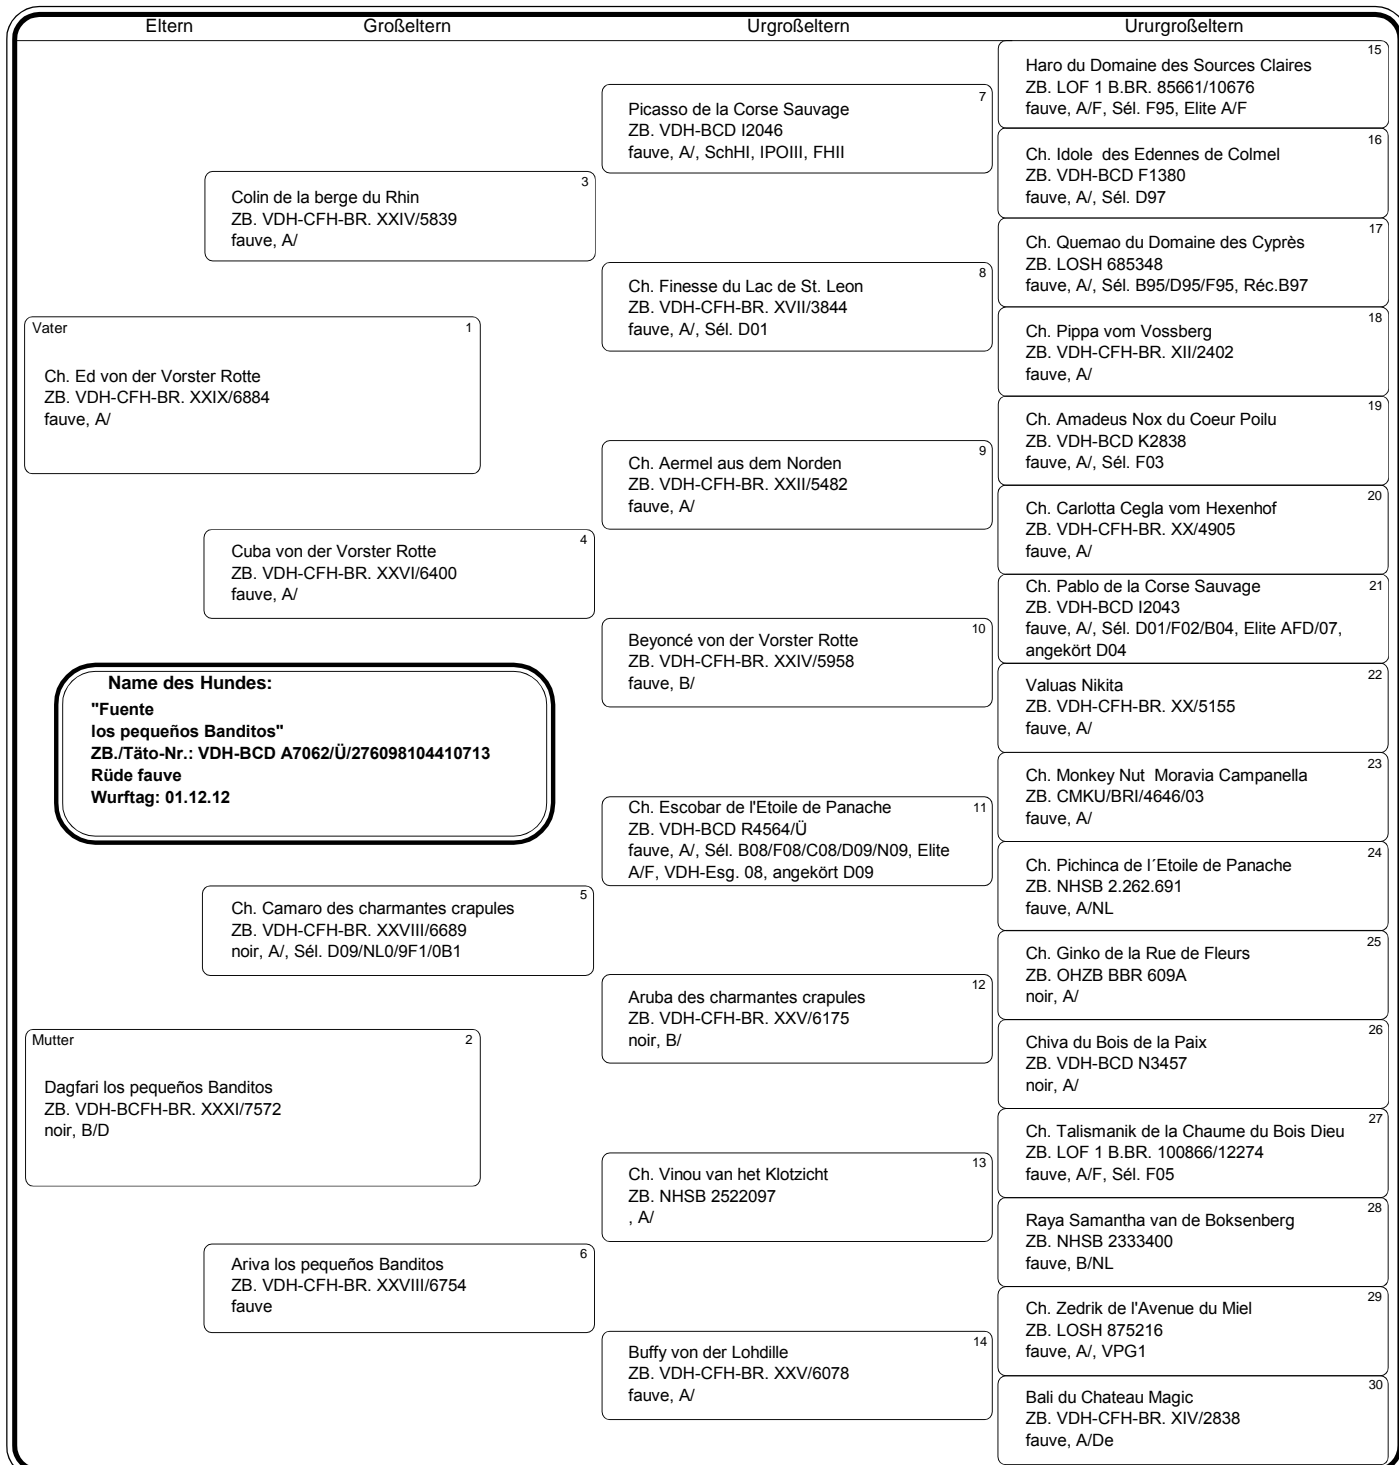 Eltern Großeltern Urgroßeltern Ururgroßeltern
Vater 1
Ch. Ed von der Vorster Rotte
ZB. VDH-CFH-BR. XXIX/6884
fauve, A/
Name des Hundes:
"Fuente
los pequeños Banditos"
ZB./Täto-Nr.: VDH-BCD A7062/Ü/276098104410713
Rüde fauve
Wurftag: 01.12.12
Mutter 2
Dagfari los pequeños Banditos
ZB. VDH-BCFH-BR. XXXI/7572
noir, B/D
3
Colin de la berge du Rhin
ZB. VDH-CFH-BR. XXIV/5839
fauve, A/
4
Cuba von der Vorster Rotte
ZB. VDH-CFH-BR. XXVI/6400
fauve, A/
5
Ch. Camaro des charmantes crapules
ZB. VDH-CFH-BR. XXVIII/6689
noir, A/, Sél. D09/NL0/9F1/0B1
6
Ariva los pequeños Banditos
ZB. VDH-CFH-BR. XXVIII/6754
fauve
7
Picasso de la Corse Sauvage
ZB. VDH-BCD I2046
fauve, A/, SchHI, IPOIII, FHII
8
Ch. Finesse du Lac de St. Leon
ZB. VDH-CFH-BR. XVII/3844
fauve, A/, Sél. D01
9
Ch. Aermel aus dem Norden
ZB. VDH-CFH-BR. XXII/5482
fauve, A/
10
Beyoncé von der Vorster Rotte
ZB. VDH-CFH-BR. XXIV/5958
fauve, B/
11
Ch. Escobar de l'Etoile de Panache
ZB. VDH-BCD R4564/Ü
fauve, A/, Sél. B08/F08/C08/D09/N09, Elite
A/F, VDH-Esg. 08, angekört D09
12
Aruba des charmantes crapules
ZB. VDH-CFH-BR. XXV/6175
noir, B/
13
Ch. Vinou van het Klotzicht
ZB. NHSB 2522097
, A/
14
Buffy von der Lohdille
ZB. VDH-CFH-BR. XXV/6078
fauve, A/
15
Haro du Domaine des Sources Claires
ZB. LOF 1 B.BR. 85661/10676
fauve, A/F, Sél. F95, Elite A/F
16
Ch. Idole des Edennes de Colmel
ZB. VDH-BCD F1380
fauve, A/, Sél. D97
17
Ch. Quemao du Domaine des Cyprès
ZB. LOSH 685348
fauve, A/, Sél. B95/D95/F95, Réc.B97
18
Ch. Pippa vom Vossberg
ZB. VDH-CFH-BR. XII/2402
fauve, A/
19
Ch. Amadeus Nox du Coeur Poilu
ZB. VDH-BCD K2838
fauve, A/, Sél. F03
20
Ch. Carlotta Cegla vom Hexenhof
ZB. VDH-CFH-BR. XX/4905
fauve, A/
21
Ch. Pablo de la Corse Sauvage
ZB. VDH-BCD I2043
fauve, A/, Sél. D01/F02/B04, Elite AFD/07,
angekört D04
22
Valuas Nikita
ZB. VDH-CFH-BR. XX/5155
fauve, A/
23
Ch. Monkey Nut Moravia Campanella
ZB. CMKU/BRI/4646/03
fauve, A/
24
Ch. Pichinca de l´Etoile de Panache
ZB. NHSB 2.262.691
fauve, A/NL
25
Ch. Ginko de la Rue de Fleurs
ZB. OHZB BBR 609A
noir, A/
26
Chiva du Bois de la Paix
ZB. VDH-BCD N3457
noir, A/
27
Ch. Talismanik de la Chaume du Bois Dieu
ZB. LOF 1 B.BR. 100866/12274
fauve, A/F, Sél. F05
28
Raya Samantha van de Boksenberg
ZB. NHSB 2333400
fauve, B/NL
29
Ch. Zedrik de l'Avenue du Miel
ZB. LOSH 875216
fauve, A/, VPG1
30
Bali du Chateau Magic
ZB. VDH-CFH-BR. XIV/2838
fauve, A/De